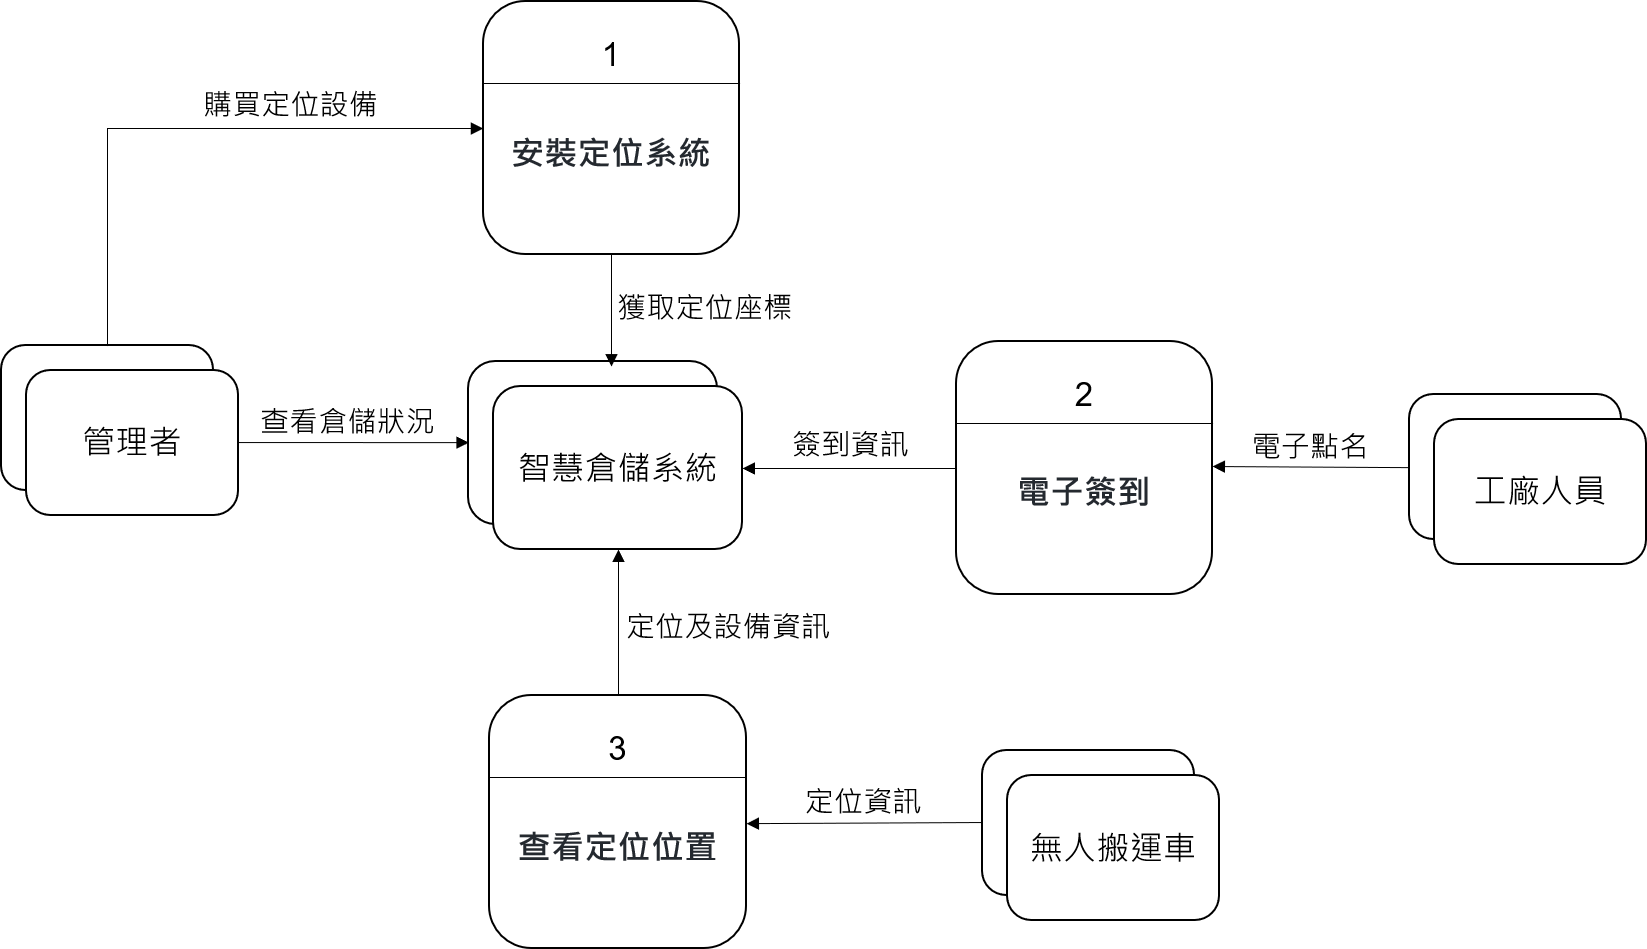 1
購買定位設備
安裝定位系統
獲取定位座標
管理者
查看倉儲狀況
智慧倉儲系統
簽到資訊
2
電子簽到
電子點名
工廠人員
定位及設備資訊
3
查看定位位置
定位資訊
無人搬運車